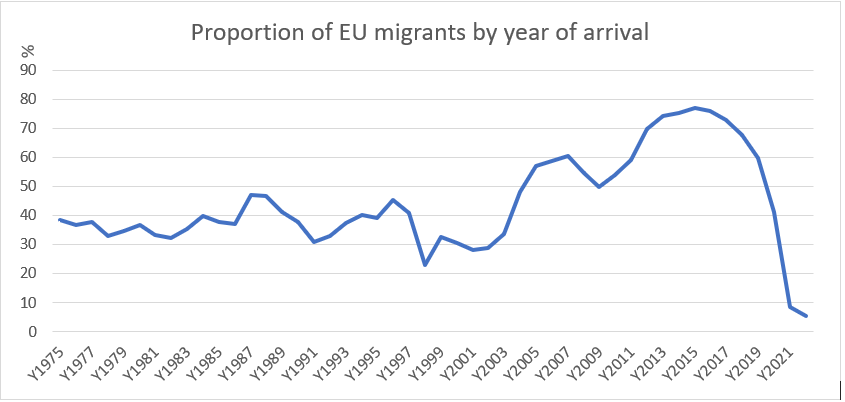 Proportion of EU migrants by year of arrival
%
90
80
70
60
50
40
30
20
10
0
Y1975
Y1977
Y1979
Y1981
Y1983
Y1985
Y1987
Y1989
Y1991
Y1993
Y1995
Y1997
Y1999
Y2001
Y2003
Y2005
Y2007
Y2009
Y2011
Y2013
Y2015
Y2017
Y2019
Y2021